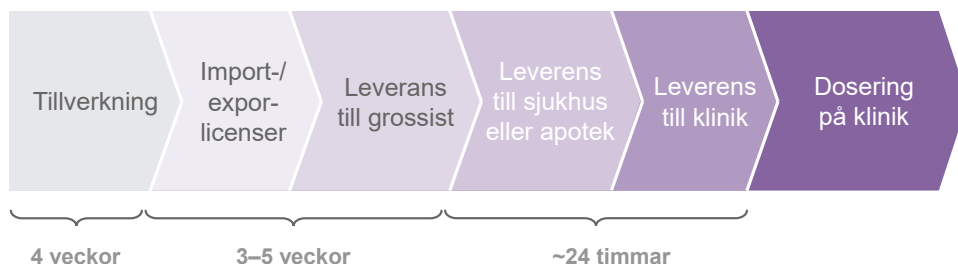 Tillverkning
Import-/
expor-
licenser
Leverans
till grossist
Leverens
till sjukhus
eller apotek
Leverens
till klinik
Dosering
på klinik
4 veckor
3–5 veckor
~24 timmar